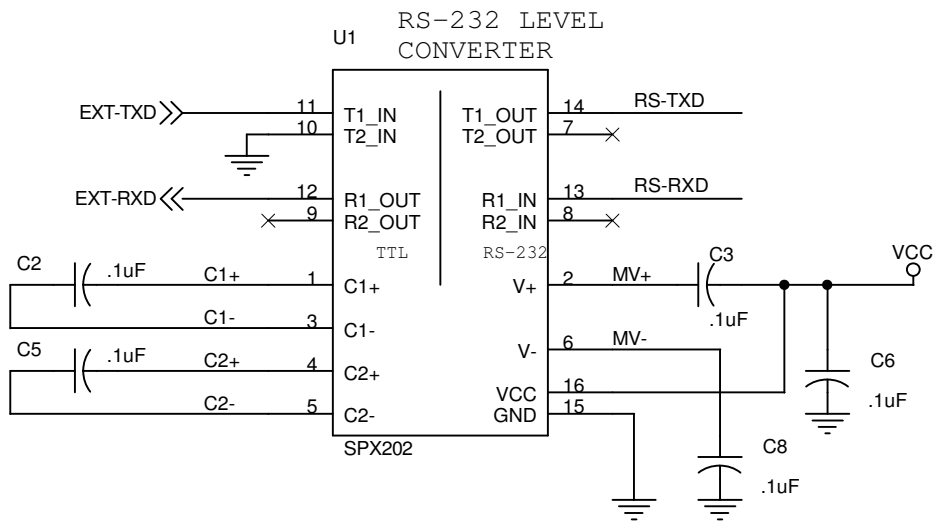 RS-232 LEVEL
CONVERTER
U1
EXT-TXD 11 T1_IN T1_OUT 14 RS-TXD
10 T2_IN T2_OUT 7
EXT-RXD 12 R1_OUT R1_IN 13 RS-RXD
9 R2_OUT R2_IN 8
TTL RS-232
C2 .1uF C1+ 1 C1+ V+ 2 MV+ C3 .1uF VCC
C1- 3 C1-
C5 .1uF C2+ 4 C2+ V- 6 MV- C6 .1uF
VCC 16
C2- 5 C2- GND 15
SPX202
C8
.1uF